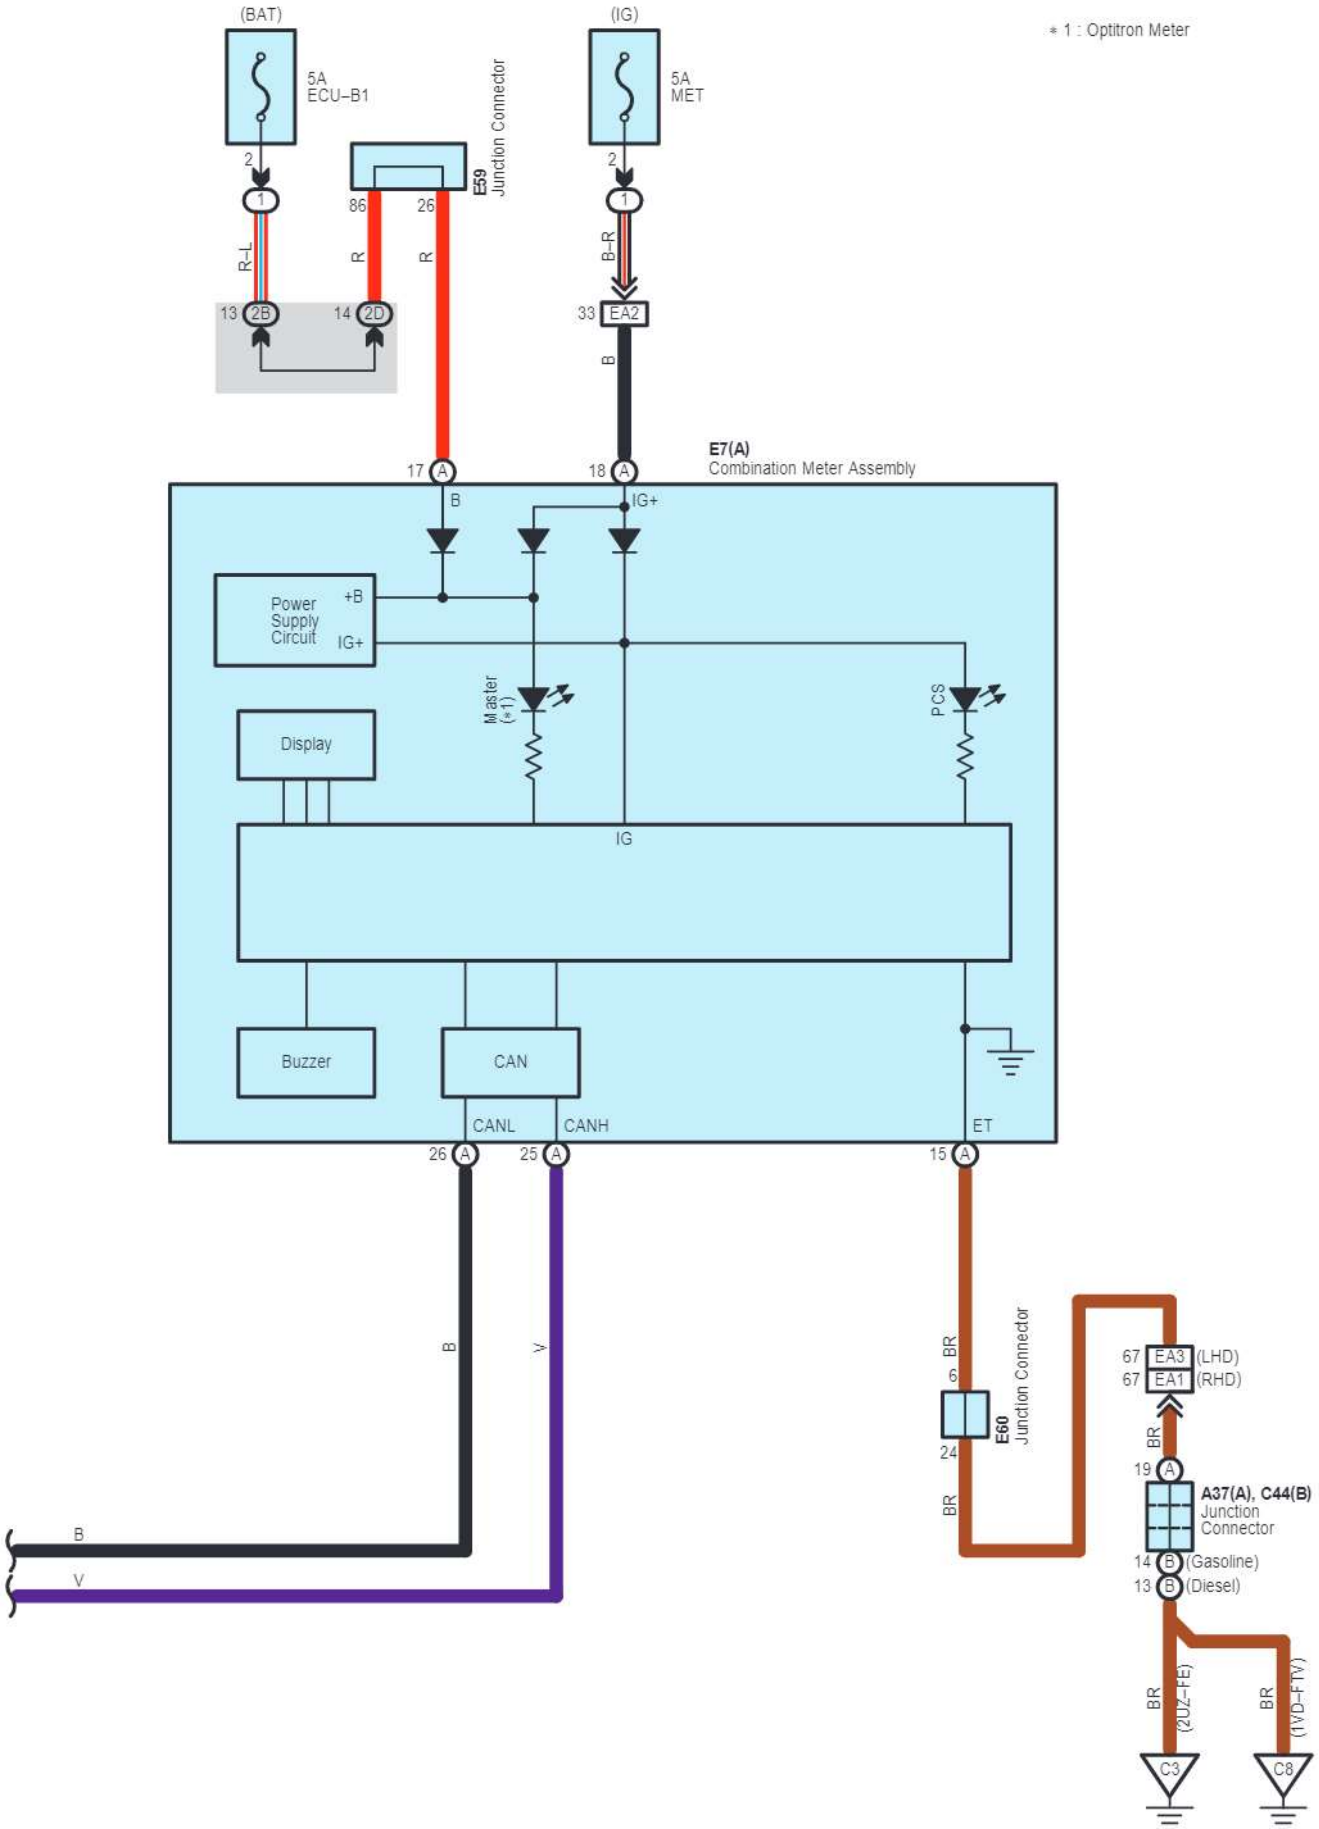 (BAT)
(IG)
* 1 : Optitron Meter
5A
ECU-B1
5A
MET
Junction Connector
E59
2
2
1
1
86
26
R-L
R
R
B-R
13
2B
14
2D
33
EA2
B
E7(A)
Combination Meter Assembly
17
A
18
A
B
IG+
Power
Supply
Circuit
+B
IG+
Master
(*1)
PCS
Display
IG
Buzzer
CAN
CANL
CANH
ET
26
A
25
A
15
A
B
V
BR
6
E60
Junction Connector
24
BR
67
EA3
(LHD)
67
EA1
(RHD)
BR
19
A
A37(A), C44(B)
Junction
Connector
14
B
(Gasoline)
13
B
(Diesel)
B
V
BR
(2UZ-FE)
BR
(1VD-FTV)
C3
C8